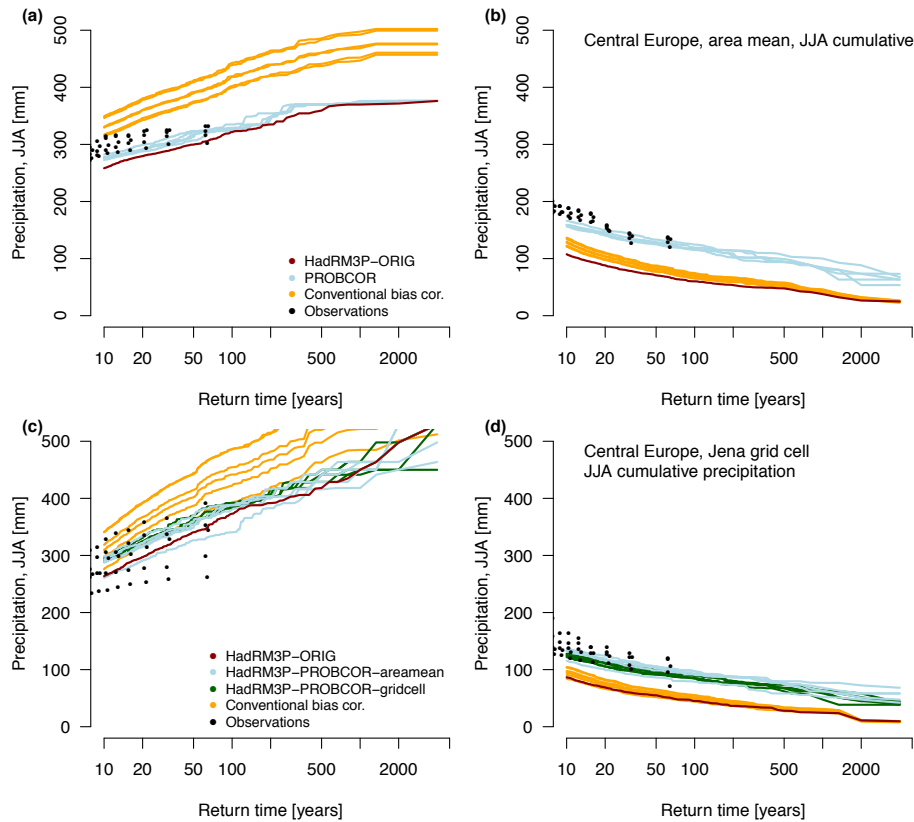 (a)
Precipitation, JJA [mm]
500
400
300
200
100
0
HadRM3P−ORIG
PROBCOR
Conventional bias cor.
Observations
10 20 50 100 500 2000
Return time [years]
(b)
Central Europe, area mean, JJA cumulative
Precipitation, JJA [mm]
500
400
300
200
100
0
10 20 50 100 500 2000
Return time [years]
(c)
Precipitation, JJA [mm]
500
400
300
200
100
0
HadRM3P−ORIG
HadRM3P−PROBCOR−areamean
HadRM3P−PROBCOR−gridcell
Conventional bias cor.
Observations
10 20 50 100 500 2000
Return time [years]
(d)
Central Europe, Jena grid cell
JJA cumulative precipitation
Precipitation, JJA [mm]
500
400
300
200
100
0
10 20 50 100 500 2000
Return time [years]